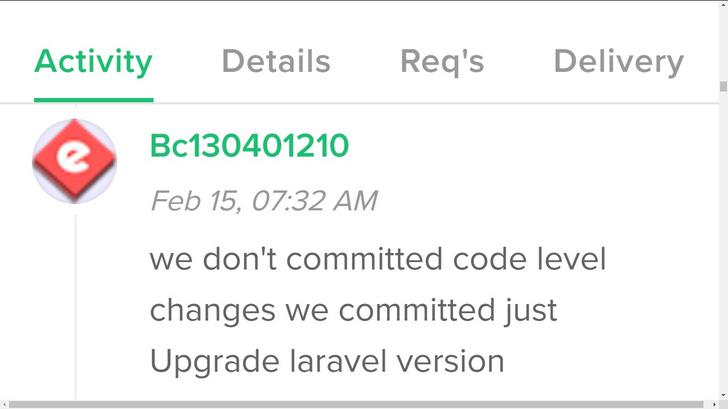 Activity Details Req's Delivery
Bc130401210
Feb 15, 07:32 AM
we don't committed code level
changes we committed just
Upgrade laravel version